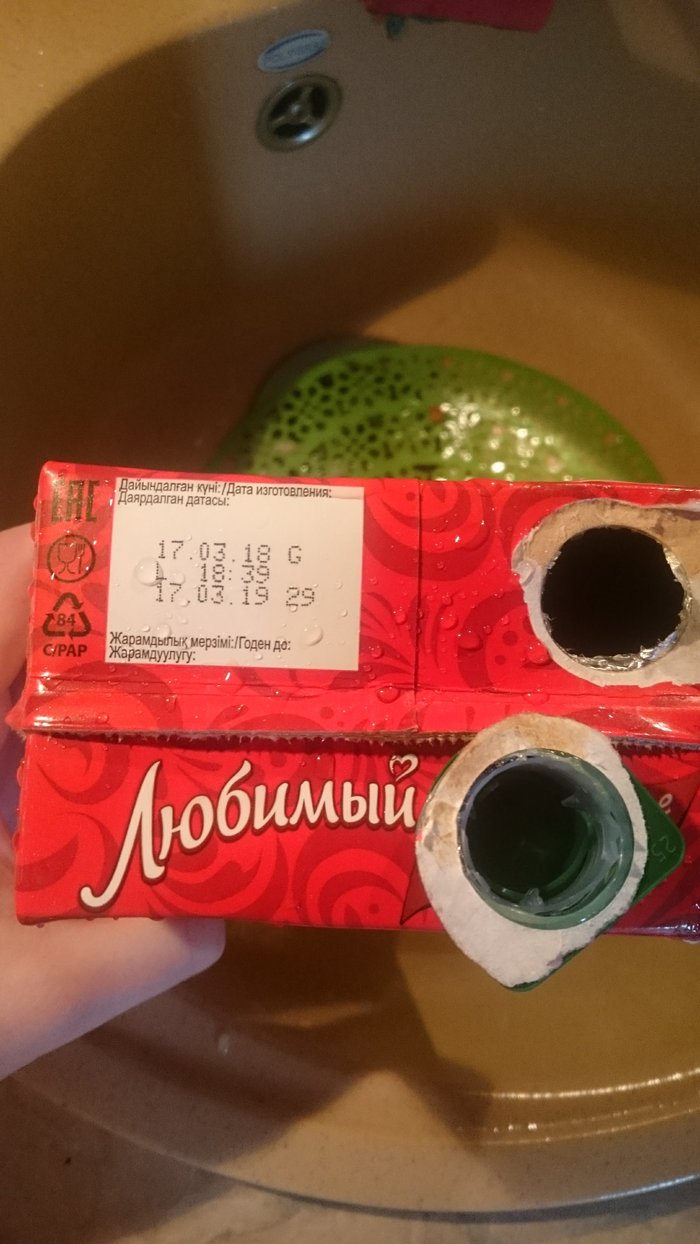 EAC
Дайындалған күні:/Дата изготовления:
Даярдалган датасы:
17.03.18 G
18:39
17.03.19 29
Жарамдылық мерзімі:/Годен до:
Жарамдуулугу:
84
C/PAP
Любимый
25